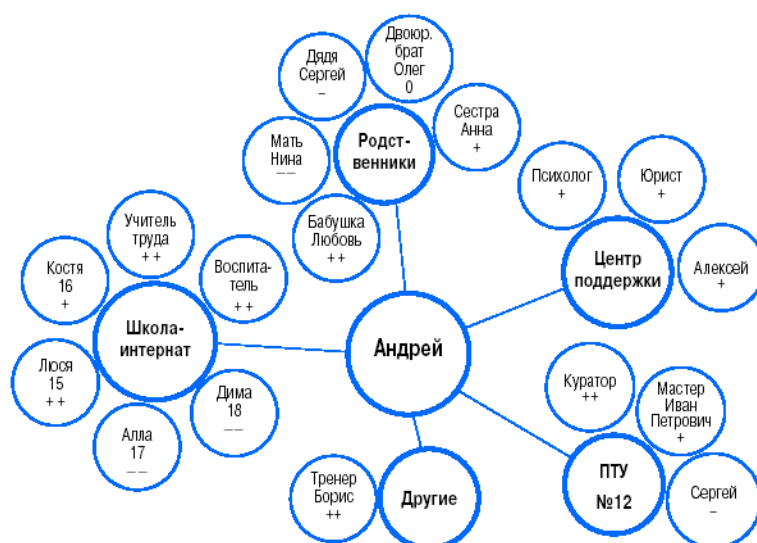 Двоюр.
брат
Олег
0
Дядя
Сергей
–
Сестра
Анна
+
Мать
Нина
– –
Родст-
венники
Бабушка
Любовь
++
Психолог
+
Юрист
+
Центр
поддержки
Алексей
+
Учитель
труда
++
Костя
16
+
Воспита-
тель
++
Школа-
интернат
Люся
15
++
Дима
18
– –
Алла
17
– –
Андрей
Куратор
++
Мастер
Иван
Петрович
+
ПТУ
№12
Сергей
–
Тренер
Борис
++
Другие